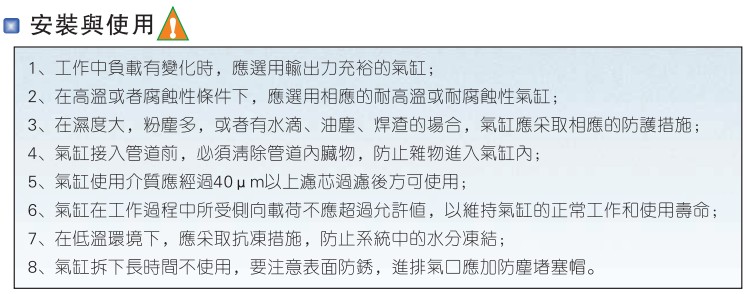 安裝與使用
1、工作中負載有變化時，應選用輸出力充裕的氣缸；
2、在高溫或者腐蝕性條件下，應選用相應的耐高溫或耐腐蝕性氣缸；
3、在濕度大，粉塵多，或者有水滴、油塵、焊渣的場合，氣缸應采取相應的防護措施；
4、氣缸接入管道前，必須清除管道內臟物，防止雜物進入氣缸內；
5、氣缸使用介質應經過40μm以上濾芯過濾後方可使用；
6、氣缸在工作過程中所受側向載荷不應超過允許值，以維持氣缸的正常工作和使用壽命；
7、在低溫環境下，應采取抗凍措施，防止系統中的水分凍結；
8、氣缸拆下長時間不使用，要注意表面防銹，進排氣口應加防塵堵塞帽。